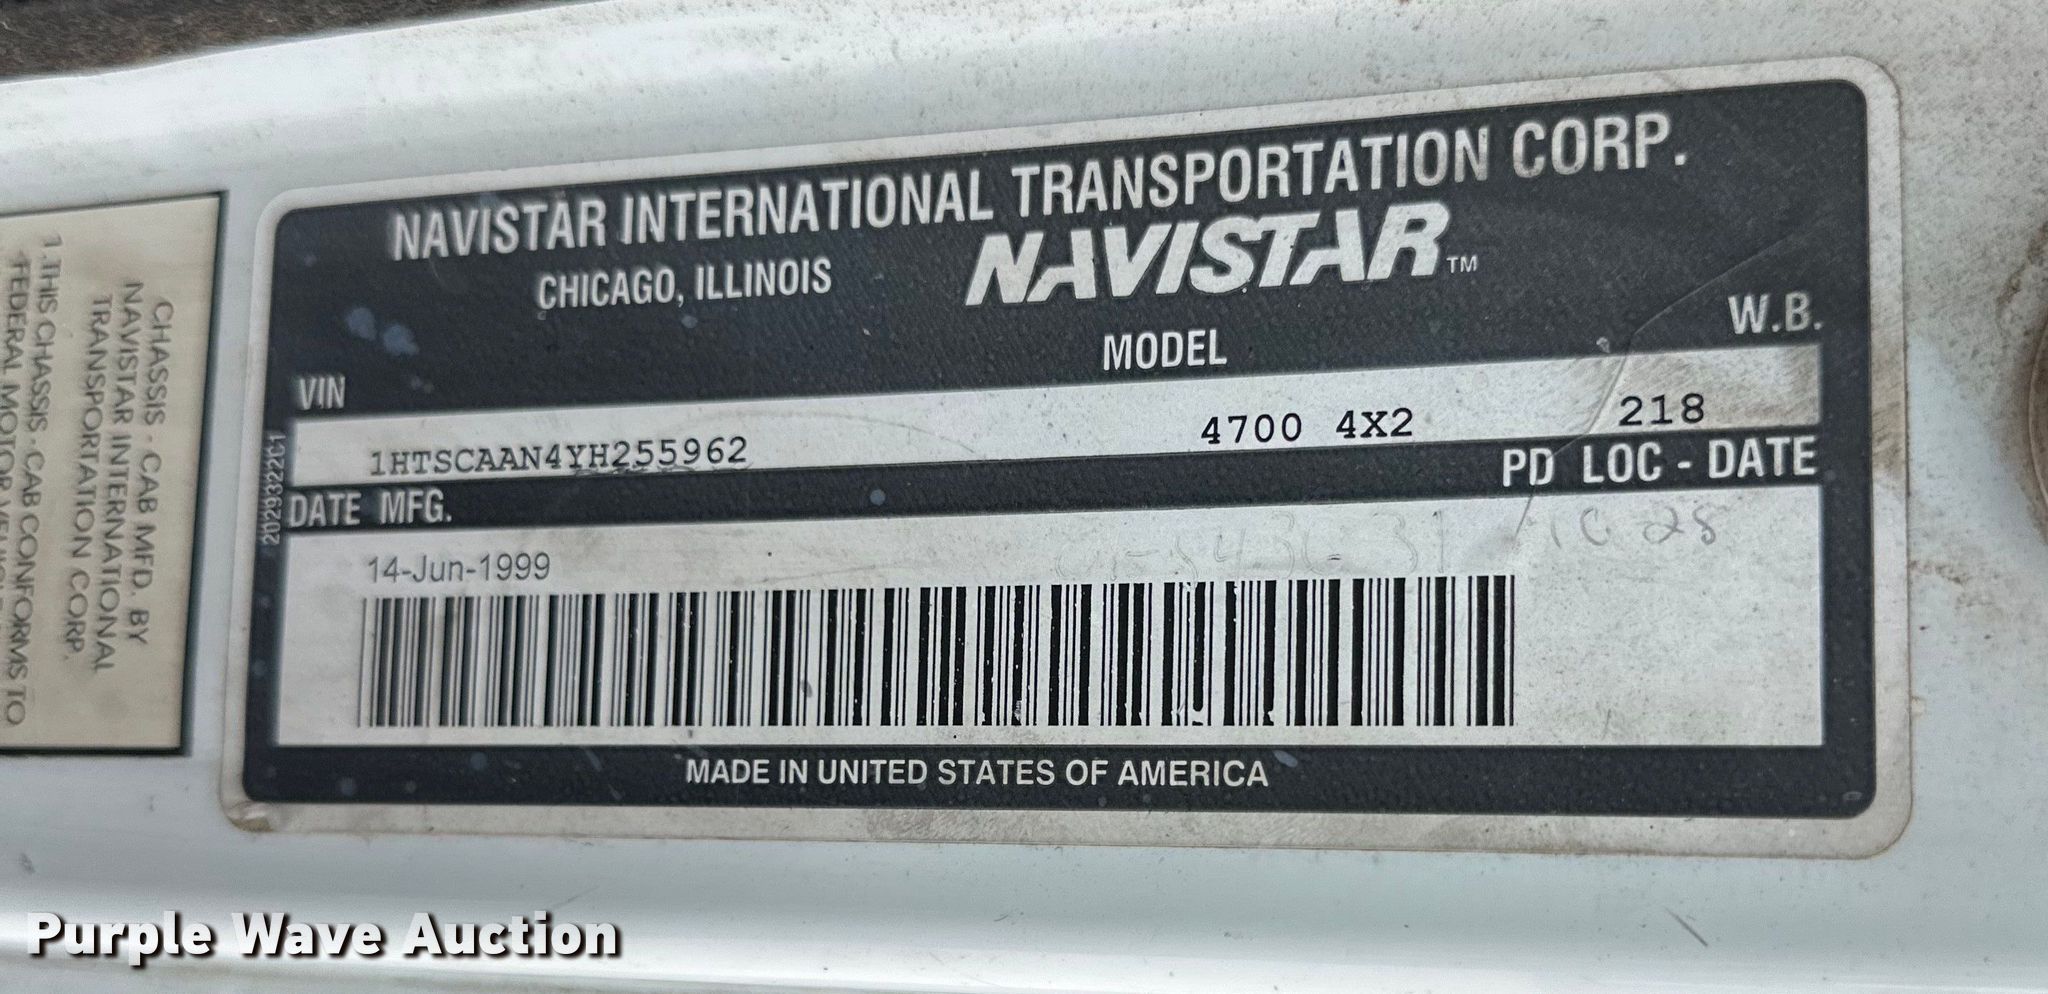 NAVISTAR INTERNATIONAL TRANSPORTATION CORP.
CHICAGO, ILLINOIS
NAVISTAR™
MODEL
W.B.
VIN
1HTSCAAN4YH255962
4700 4X2
218
PD LOC - DATE
DATE MFG.
14-Jun-1999
28
MADE IN UNITED STATES OF AMERICA
2029322C1
CHASSIS - CAB MFD. BY
NAVISTAR INTERNATIONAL
TRANSPORTATION CORP.
1.THIS CHASSIS - CAB CONFORMS TO
FEDERAL MOTOR
Purple Wave Auction